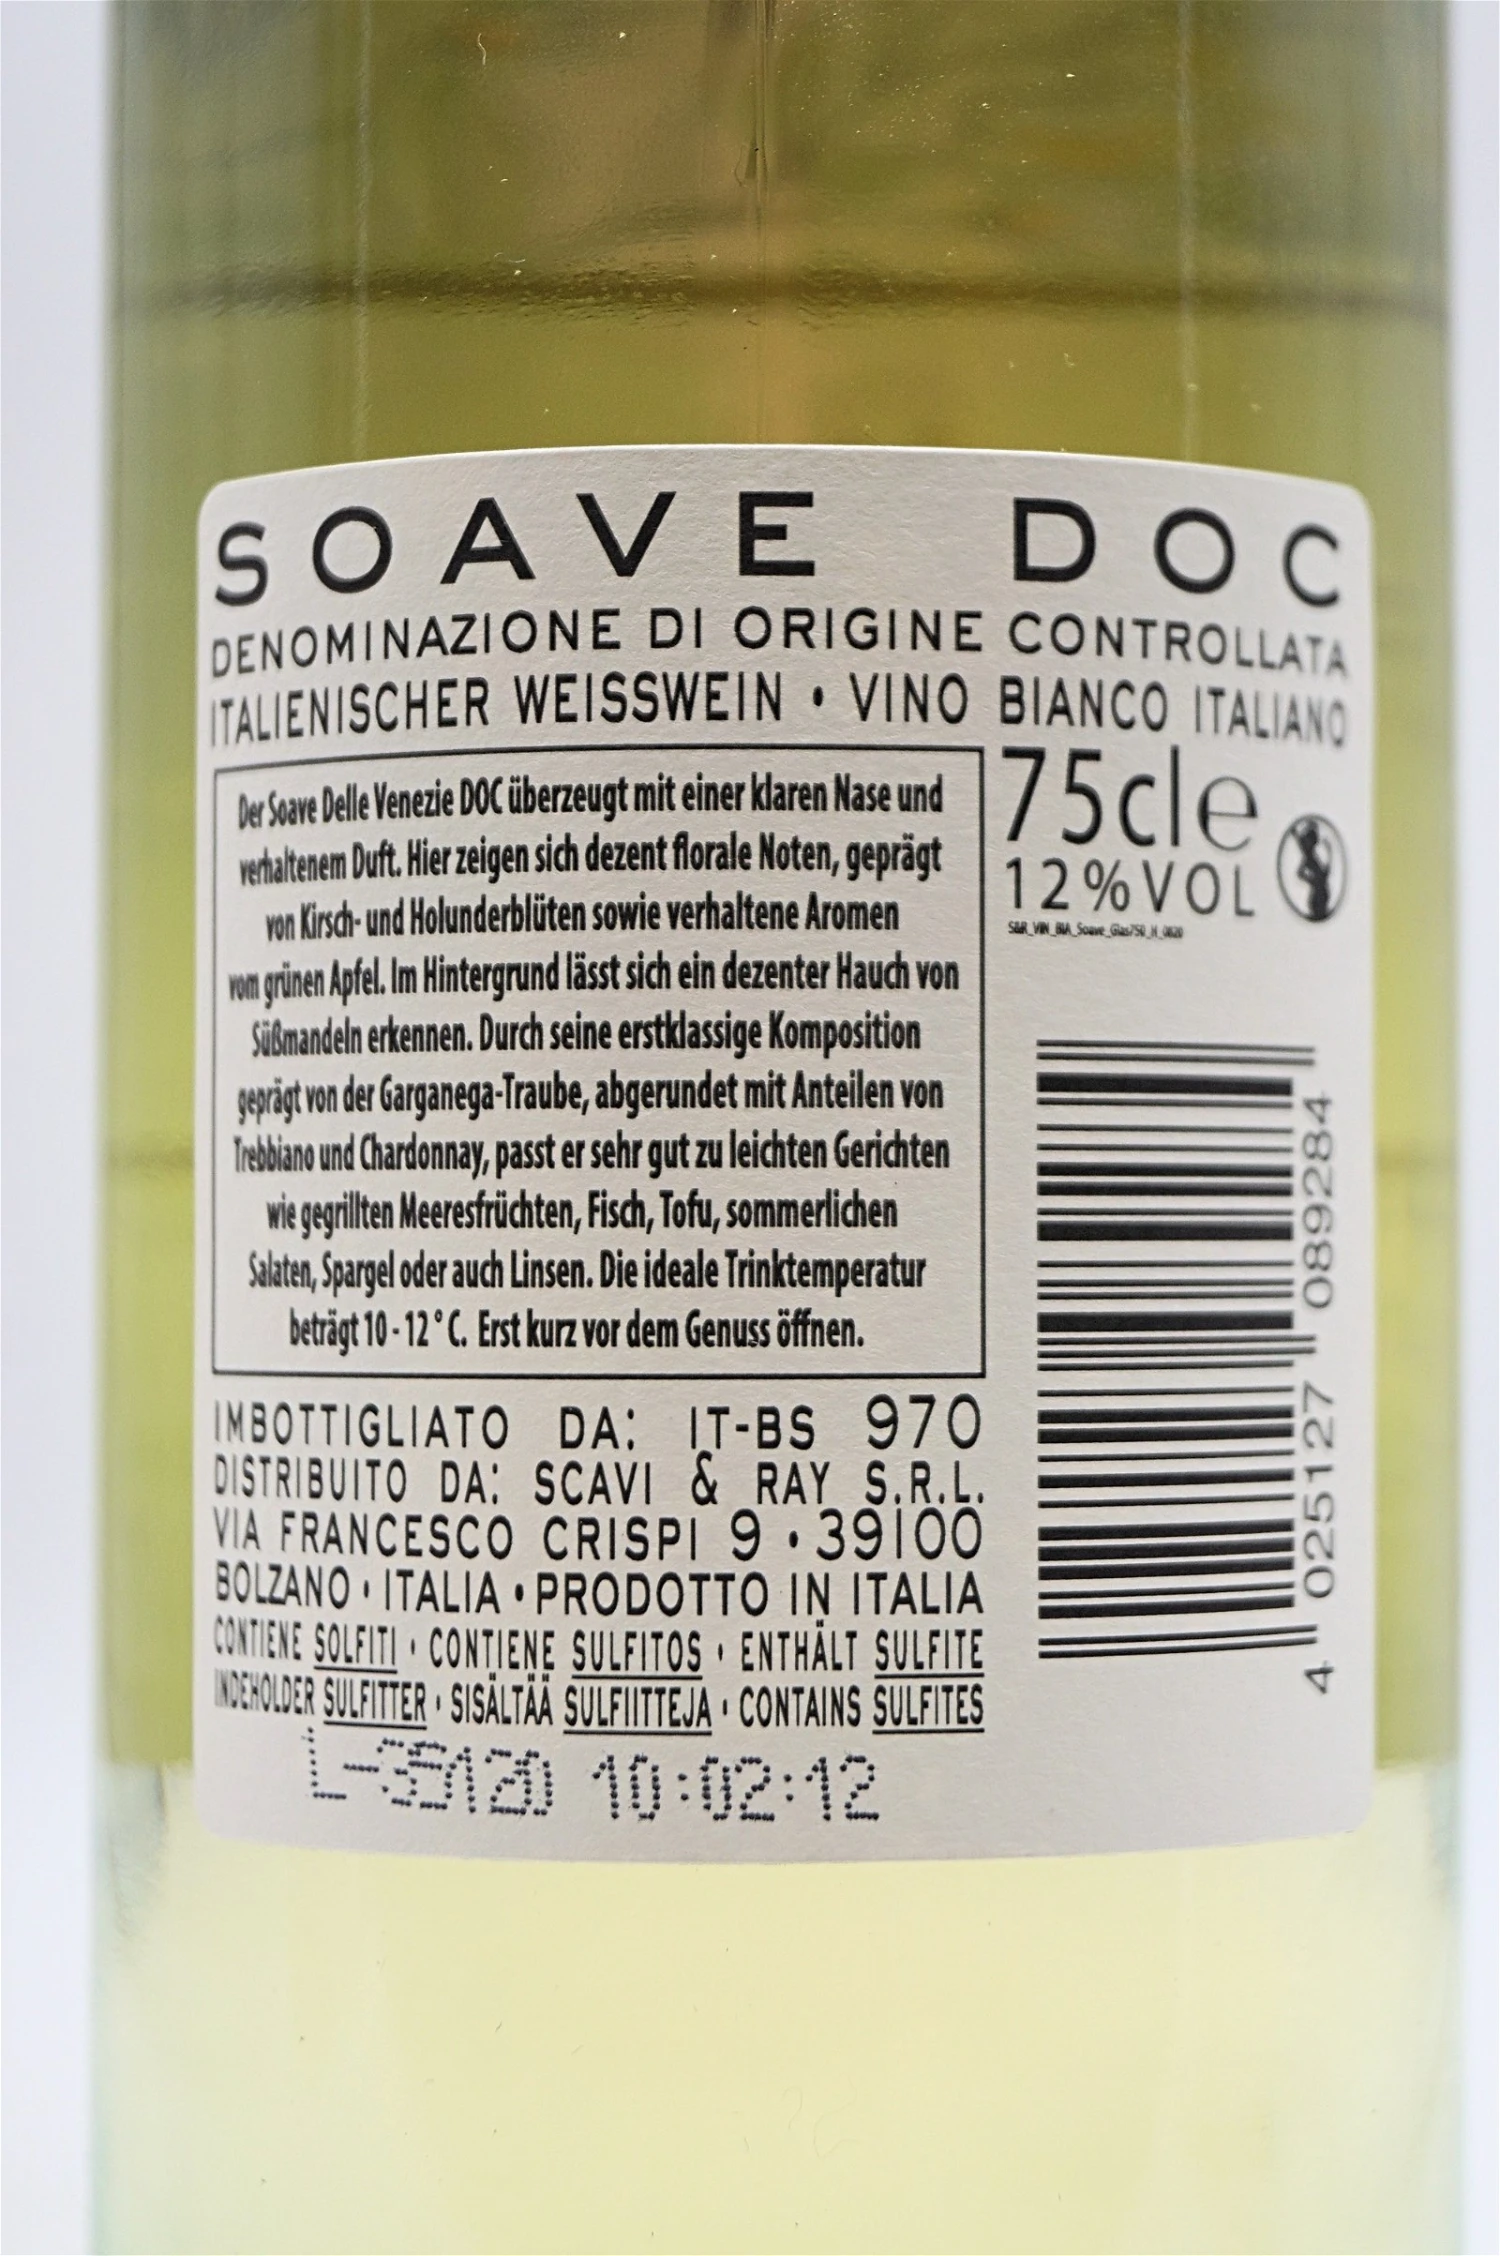 SOAVE DOC
DENOMINAZIONE DI ORIGINE CONTROLLATA
ITALIENISCHER WEISSWEIN • VINO BIANCO ITALIANO
Der Soave Delle Venezie DOC überzeugt mit einer klaren Nase und
verhaltenem Duft. Hier zeigen sich dezent florale Noten, geprägt
von Kirsch- und Holunderblüten sowie verhaltene Aromen
vom grünen Apfel. Im Hintergrund lässt sich ein dezenter Hauch von
Süßmandeln erkennen. Durch seine erstklassige Komposition
geprägt von der Garganega-Traube, abgerundet mit Anteilen von
Trebbiano und Chardonnay, passt er sehr gut zu leichten Gerichten
wie gegrillten Meeresfrüchten, Fisch, Tofu, sommerlichen
Salaten, Spargel oder auch Linsen. Die ideale Trinktemperatur
beträgt 10 - 12 °C. Erst kurz vor dem Genuss öffnen.
75cl e
12%VOL
S&R_VIN_BIA_Soave_Glas750_H_0820
4 025127 089284
IMBOTTIGLIATO DA: IT-BS 970
DISTRIBUITO DA: SCAVI & RAY S.R.L.
VIA FRANCESCO CRISPI 9 • 39100
BOLZANO • ITALIA • PRODOTTO IN ITALIA
CONTIENE SOLFITI • CONTIENE SULFITOS • ENTHÄLT SULFITE
INDEHOLDER SULFITTER • SISÄLTÄÄ SULFIITTEJA • CONTAINS SULFITES
10:02:12